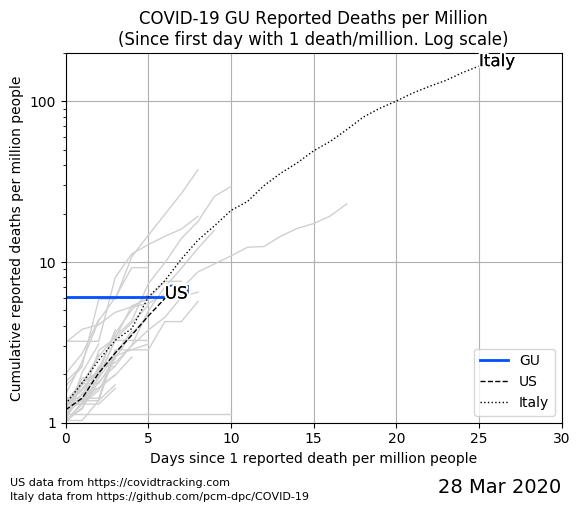 COVID-19 GU Reported Deaths per Million
(Since first day with 1 death/million. Log scale)
Cumulative reported deaths per million people
100
10
1
Italy
US
GU
US
Italy
0 5 10 15 20 25 30
Days since 1 reported death per million people
US data from https://covidtracking.com
Italy data from https://github.com/pcm-dpc/COVID-19
28 Mar 2020